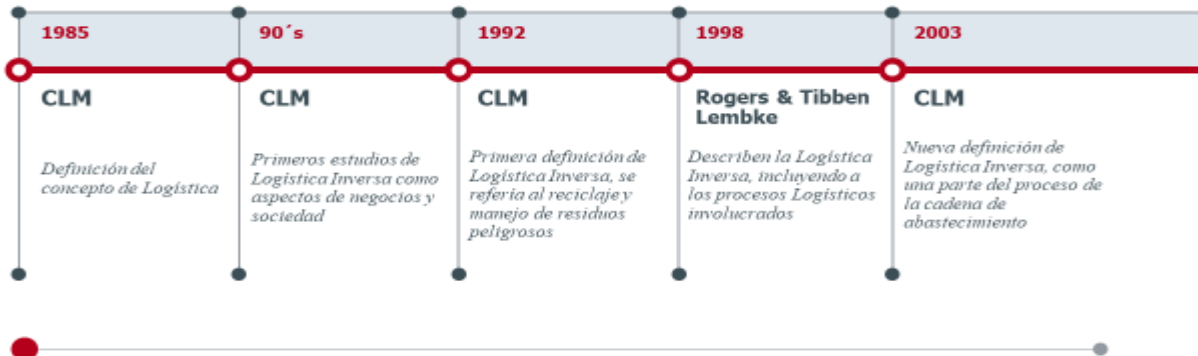 1985
CLM
Definición del
concepto de Logística
90´s
CLM
Primeros estudios de
Logística Inversa como
aspectos de negocios y
sociedad
1992
CLM
Primera definición de
Logística Inversa, se
refería al reciclaje y
manejo de residuos
peligrosos
1998
Rogers & Tibben
Lembke
Describen la Logística
Inversa, incluyendo a
los procesos Logísticos
involucrados
2003
CLM
Nueva definición de
Logística Inversa, como
una parte del proceso de
la cadena de
abastecimiento